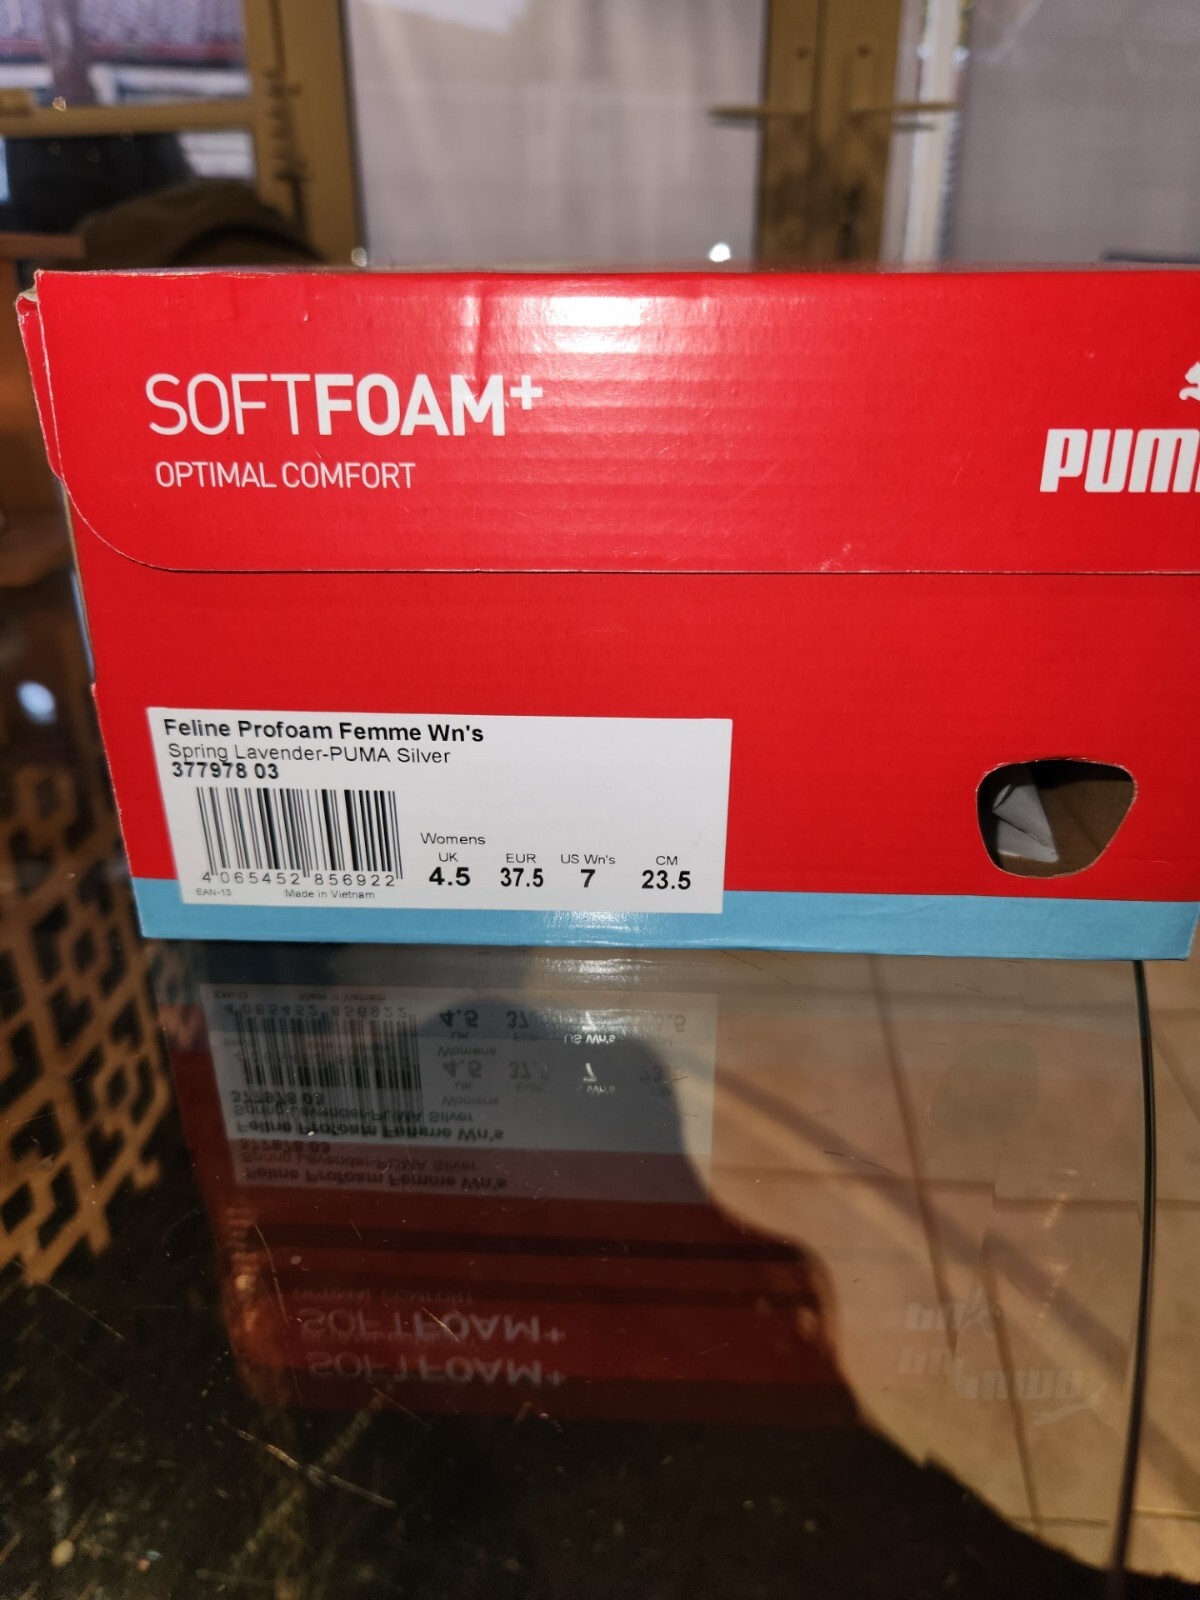 SOFTFOAM+
OPTIMAL COMFORT
PUMA
Feline Profoam Femme Wn's
Spring Lavender-PUMA Silver
377978 03
4 065452 856922
EAN-13 Made in Vietnam
Womens
UK EUR US Wn's CM
4.5 37.5 7 23.5